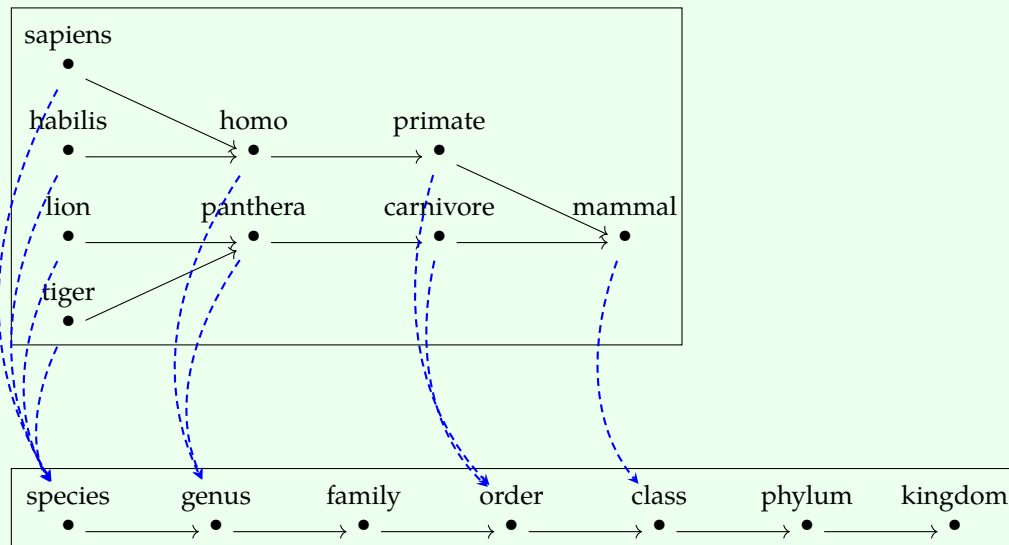 sapiens
habilis homo primate
lion panthera carnivore mammal
tiger
species genus family order class phylum kingdom